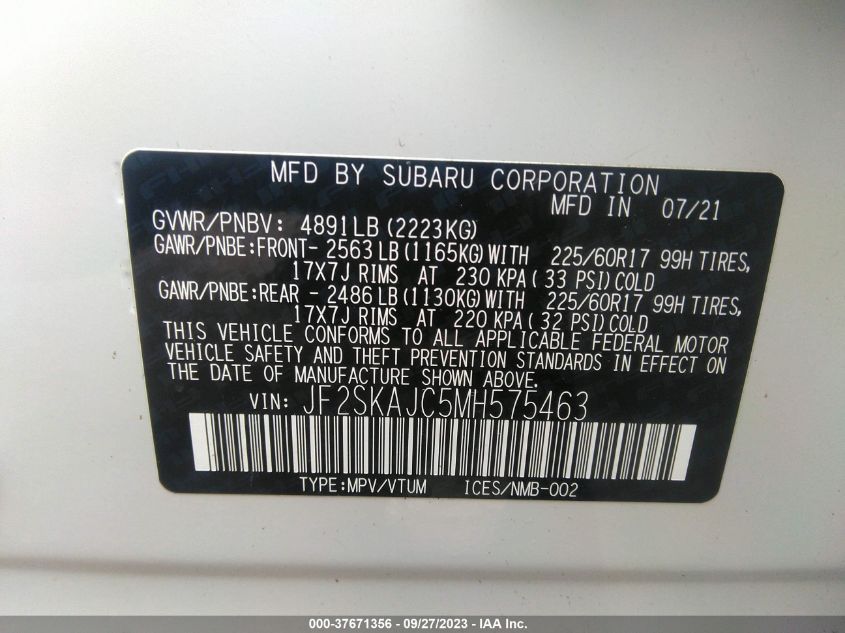 MFD BY SUBARU CORPORATION
MFD IN 07/21
GVWR/PNBV: 4891LB(2223KG)
GAWR/PNBE:FRONT- 2563LB(1165KG)WITH 225/60R17 99H TIRES,
17X7J RIMS AT 230 KPA( 33 PSI)COLD
GAWR/PNBE:REAR - 2486LB(1130KG)WITH 225/60R17 99H TIRES,
17X7J RIMS AT 220 KPA( 32 PSI)COLD
THIS VEHICLE CONFORMS TO ALL APPLICABLE FEDERAL MOTOR
VEHICLE SAFETY AND THEFT PREVENTION STANDARDS IN EFFECT ON
THE DATE OF MANUFACTURE SHOWN ABOVE.
VIN: JF2SKAJC5MH575463
TYPE:MPV/VTUM ICES/NMB-002
000-37671356 - 09/27/2023 - IAA Inc.